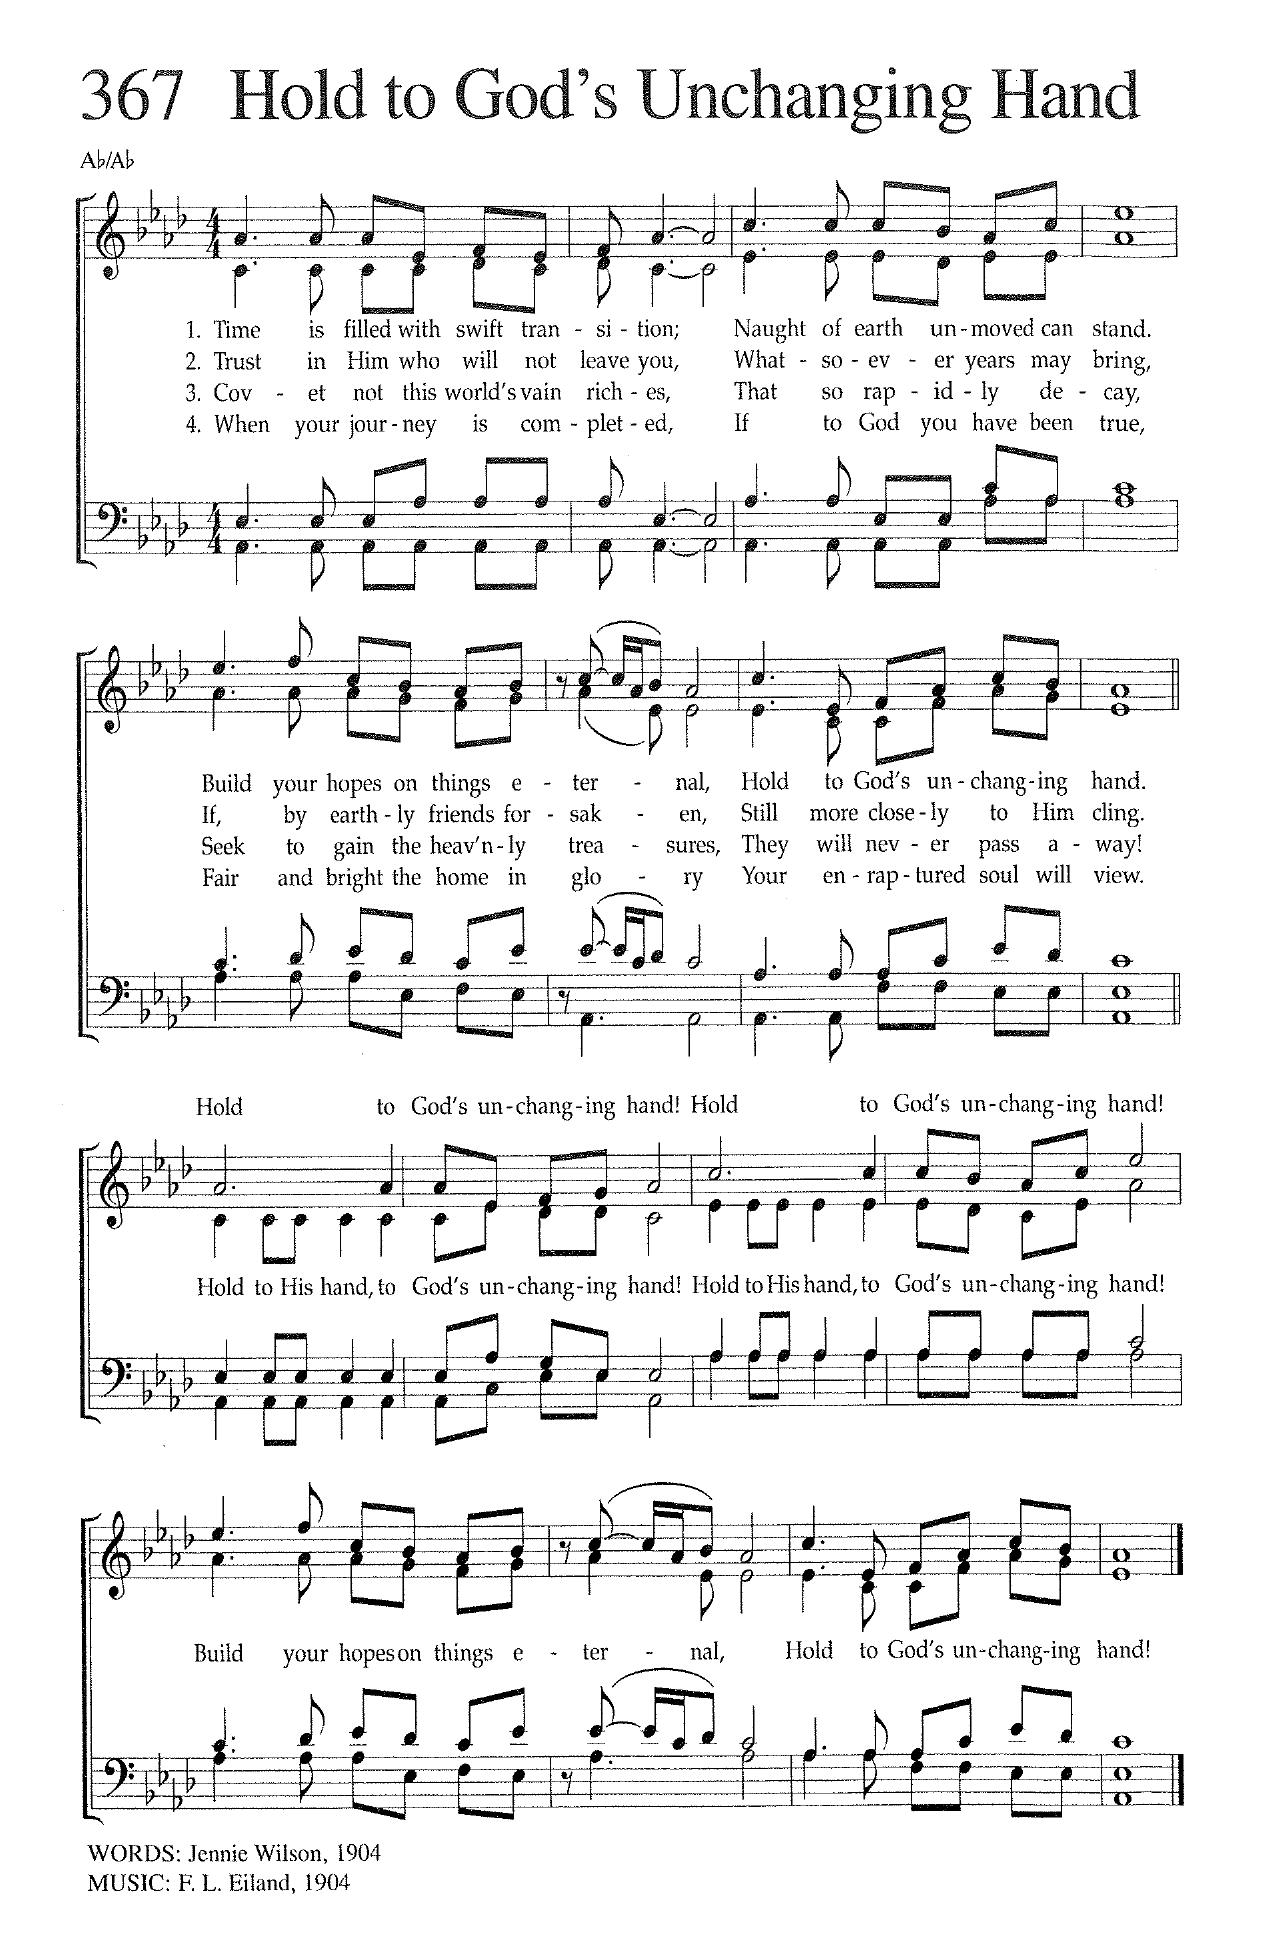 367 Hold to God's Unchanging Hand
A♭/A♭
1. Time is filled with swift tran - si - tion; Naught of earth un-moved can stand.
2. Trust in Him who will not leave you, What - so - ev - er years may bring,
3. Cov - et not this world's vain rich - es, That so rap - id - ly de - cay,
4. When your jour - ney is com - plet - ed, If to God you have been true,
Build your hopes on things e - ter - nal, Hold to God's un-chang-ing hand.
If, by earth - ly friends for - sak - en, Still more close - ly to Him cling.
Seek to gain the heav'n - ly trea - sures, They will nev - er pass a - way!
Fair and bright the home in glo - ry Your en - rap - tured soul will view.
Hold to God's un-chang-ing hand! Hold to God's un-chang-ing hand!
Hold to His hand, to God's un-chang-ing hand! Hold to His hand, to God's un-chang-ing hand!
Build your hopes on things e - ter - nal, Hold to God's un-chang-ing hand!
WORDS: Jennie Wilson, 1904
MUSIC: F. L. Eiland, 1904